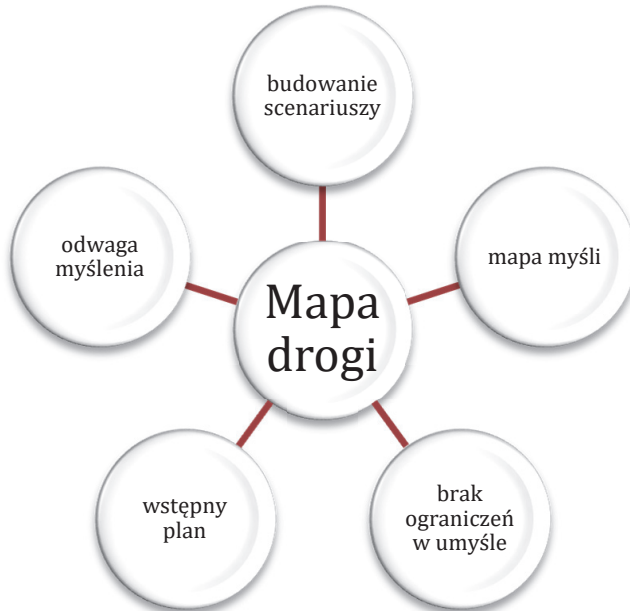 budowanie
scenariuszy
odwaga
myślenia
mapa myśli
Mapa
drogi
wstępny
plan
brak
ograniczeń
w umyśle